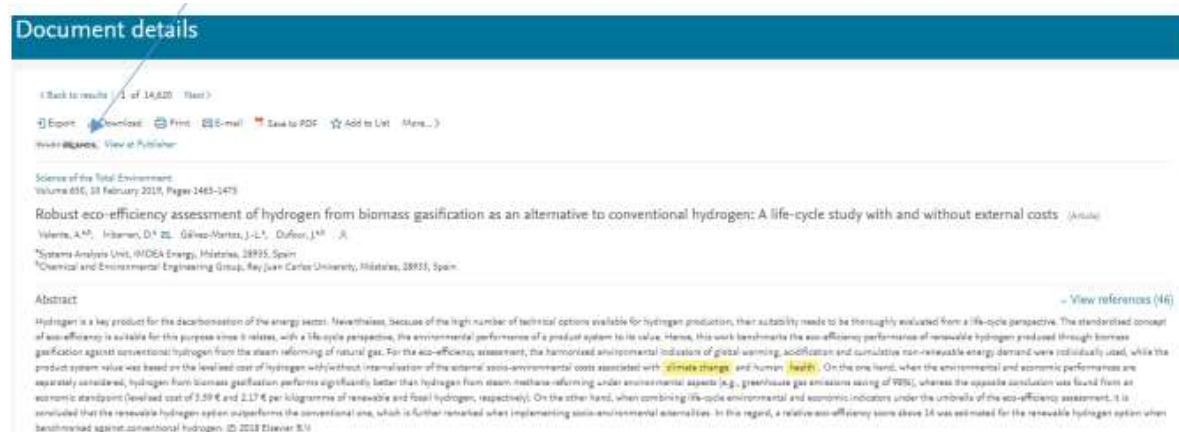 Document details
< Back to results | 1 of 14,620 Next >
Export Download Print E-mail Save to PDF Add to List More... >
View at Publisher
Science of the Total Environment
Volume 650, 10 February 2019, Pages 1465-1475
Robust eco-efficiency assessment of hydrogen from biomass gasification as an alternative to conventional hydrogen: A life-cycle study with and without external costs (Article)
Valente, A.ᵃ,ᵇ, Iribarren, D.ᵃ, Gálvez-Martos, J.-L.ᵃ, Dufour, J.ᵃ,ᵇ
ᵃSystems Analysis Unit, IMDEA Energy, Móstoles, 28935, Spain
ᵇChemical and Environmental Engineering Group, Rey Juan Carlos University, Móstoles, 28933, Spain
Abstract
View references (46)
Hydrogen is a key product for the decarbonisation of the energy sector. Nevertheless, because of the high number of technical options available for hydrogen production, their suitability needs to be thoroughly evaluated from a life-cycle perspective. The standardised concept
of eco-efficiency is suitable for this purpose since it relates, with a life-cycle perspective, the environmental performance of a product system to its value. Hence, this work benchmarks the eco-efficiency performance of renewable hydrogen produced through biomass
gasification against conventional hydrogen from the steam reforming of natural gas. For the eco-efficiency assessment, the harmonised environmental indicators of global warming, acidification and cumulative non-renewable energy demand were individually used, while the
product system value was based on the levelised cost of hydrogen with/without internalisation of the external socio-environmental costs associated with climate change and human health. On the one hand, when the environmental and economic performances are
separately considered, hydrogen from biomass gasification performs significantly better than hydrogen from steam methane reforming under environmental aspects (e.g., greenhouse gas emissions saving of 98%), whereas the opposite conclusion was found from an
economic standpoint (levelised cost of 3.59 € and 2.17 € per kilogramme of renewable and fossil hydrogen, respectively). On the other hand, when combining life-cycle environmental and economic indicators under the umbrella of the eco-efficiency assessment, it is
concluded that the renewable hydrogen option outperforms the conventional one, which is further remarked when implementing socio-environmental externalities. In this regard, a relative eco-efficiency score above 14 was estimated for the renewable hydrogen option when
benchmarked against conventional hydrogen. © 2018 Elsevier B.V.